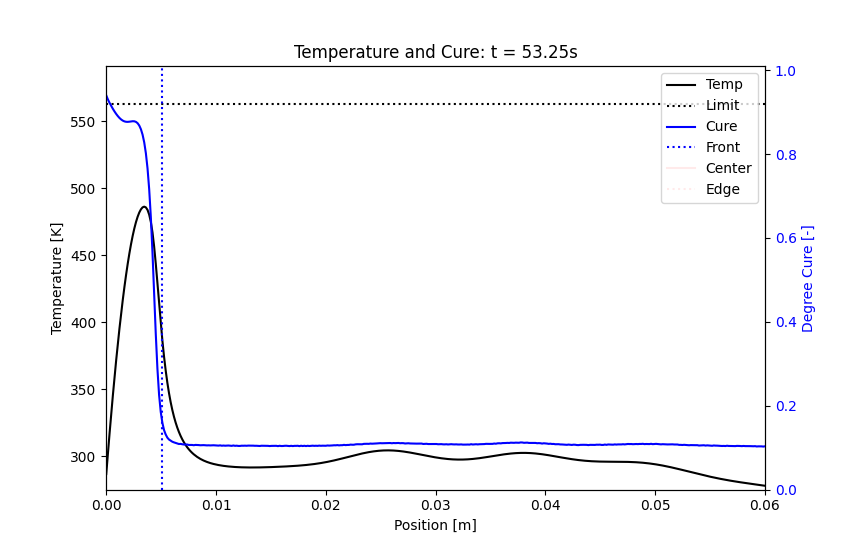 Temperature and Cure: t = 53.25s
Temperature [K]
550
500
450
400
350
300
Temp
Limit
Cure
Front
Center
Edge
1.0
0.8
0.6
0.4
0.2
0.0
Degree Cure [-]
0.00 0.01 0.02 0.03 0.04 0.05 0.06
Position [m]